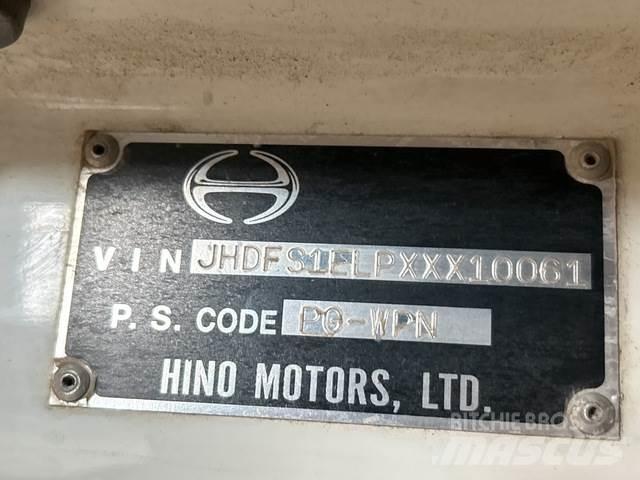 VIN JHDFS1ELPXXX10061
P.S. CODE PG-WPN
HINO MOTORS, LTD.
RITCHIE BROS
MASCUS